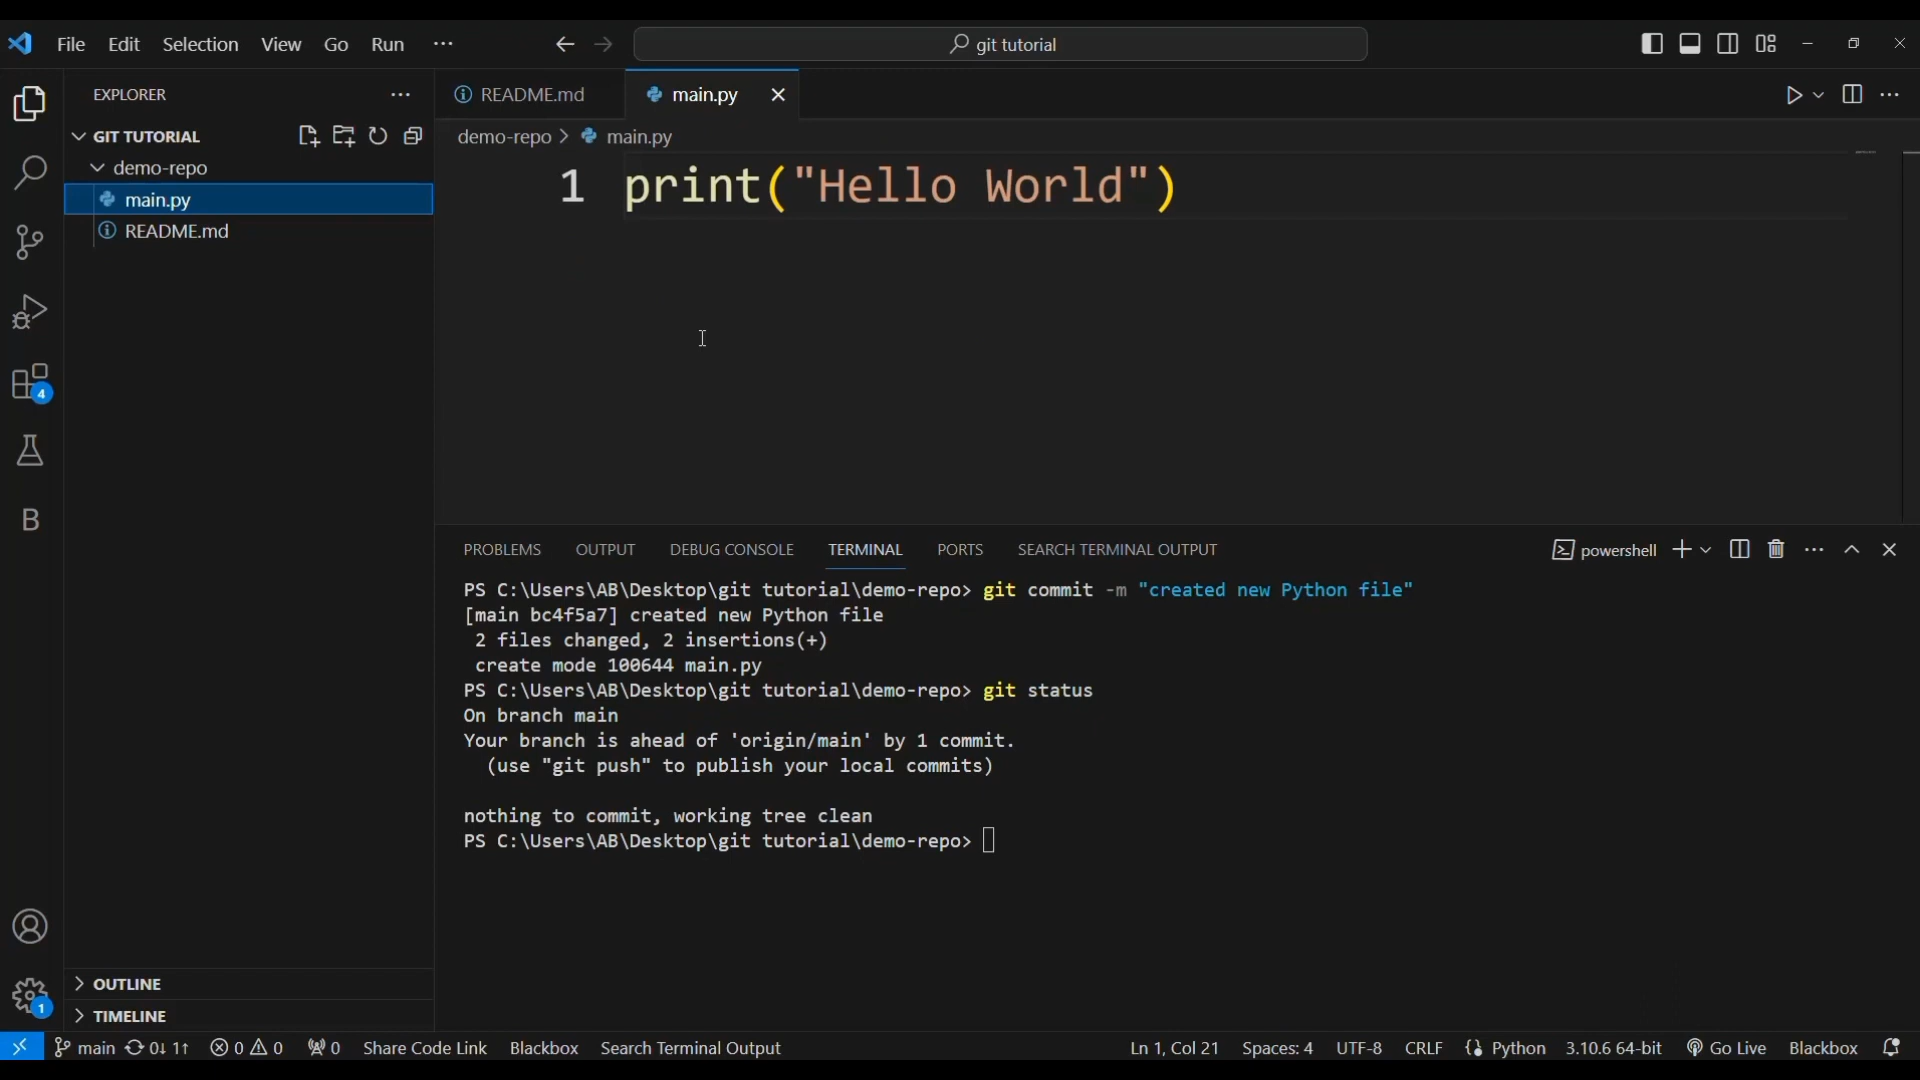 File Edit Selection View Go Run ··· git tutorial
EXPLORER ···
README.md main.py
GIT TUTORIAL
demo-repo > main.py
demo-repo
1 print("Hello World")
main.py
README.md
4
B
PROBLEMS OUTPUT DEBUG CONSOLE TERMINAL PORTS SEARCH TERMINAL OUTPUT powershell
PS C:\Users\AB\Desktop\git tutorial\demo-repo> git commit -m "created new Python file"
[main bc4f5a7] created new Python file
2 files changed, 2 insertions(+)
create mode 100644 main.py
PS C:\Users\AB\Desktop\git tutorial\demo-repo> git status
On branch main
Your branch is ahead of 'origin/main' by 1 commit.
(use "git push" to publish your local commits)
nothing to commit, working tree clean
PS C:\Users\AB\Desktop\git tutorial\demo-repo>
OUTLINE
1
TIMELINE
main 0↓ 1↑ 0 0 0 Share Code Link Blackbox Search Terminal Output Ln 1, Col 21 Spaces: 4 UTF-8 CRLF Python 3.10.6 64-bit Go Live Blackbox